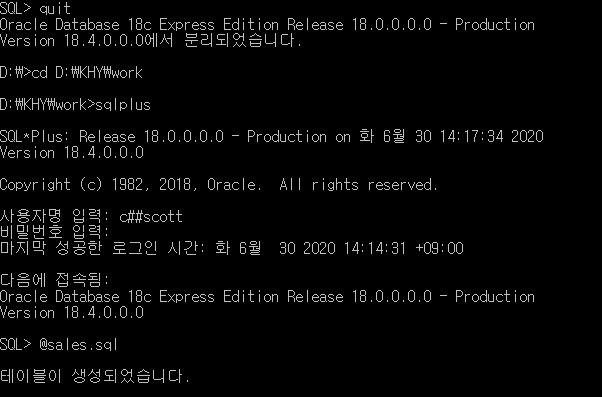 SQL> quit
Oracle Database 18c Express Edition Release 18.0.0.0.0 - Production
Version 18.4.0.0.0에서 분리되었습니다.
D:₩>cd D:₩KHY₩work
D:₩KHY₩work>sqlplus
SQL*Plus: Release 18.0.0.0.0 - Production on 화 6월 30 14:17:34 2020
Version 18.4.0.0.0
Copyright (c) 1982, 2018, Oracle.  All rights reserved.
사용자명 입력: c##scott
비밀번호 입력:
마지막 성공한 로그인 시간: 화 6월  30 2020 14:14:31 +09:00
다음에 접속됨:
Oracle Database 18c Express Edition Release 18.0.0.0.0 - Production
Version 18.4.0.0.0
SQL> @sales.sql
테이블이 생성되었습니다.